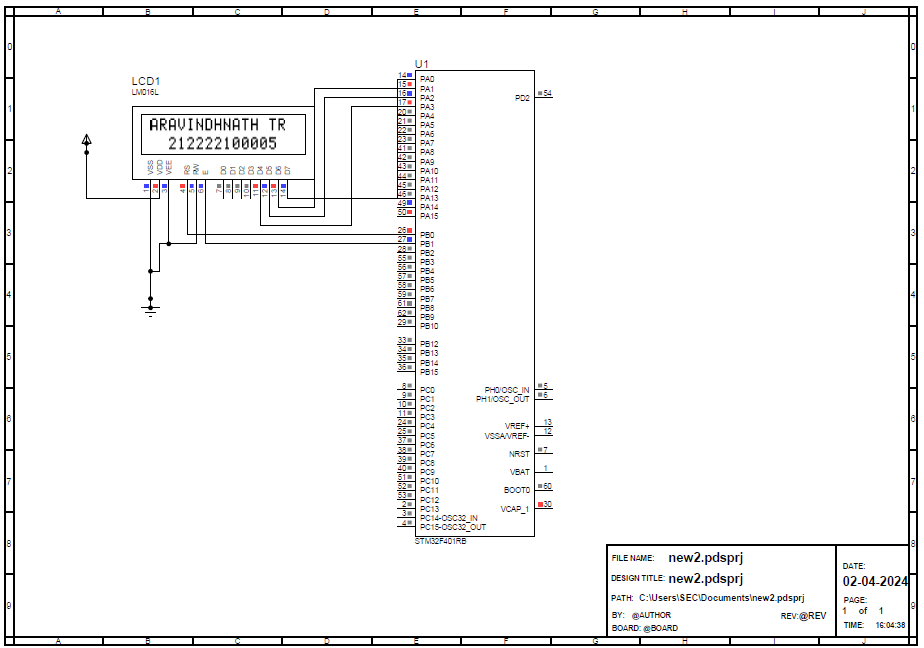 A B C D E F G H J
0 0
1 1
2 2
3 3
4 4
5 5
6 6
7 7
8 8
9 9
LCD1
LM016L
ARAVINDHNATH TR
212222100005
VSS VDD VEE RS RW E D0 D1 D2 D3 D4 D5 D6 D7
1 2 3 4 5 6 7 8 9 10 11 12 13 14
U1
14 PA0
15 PA1
16 PA2
17 PA3
20 PA4
21 PA5
22 PA6
23 PA7
41 PA8
42 PA9
43 PA10
44 PA11
45 PA12
46 PA13
49 PA14
50 PA15
26 PB0
27 PB1
28 PB2
55 PB3
56 PB4
57 PB5
58 PB6
59 PB7
61 PB8
62 PB9
29 PB10
33 PB12
34 PB13
35 PB14
36 PB15
8 PC0
9 PC1
10 PC2
11 PC3
24 PC4
25 PC5
37 PC6
38 PC7
39 PC8
40 PC9
51 PC10
52 PC11
53 PC12
2 PC13
3 PC14-OSC32_IN
4 PC15-OSC32_OUT
PD2 54
PH0/OSC_IN 5
PH1/OSC_OUT 6
VREF+ 13
VSSA/VREF- 12
NRST 7
VBAT 1
BOOT0 60
VCAP_1 30
STM32F401RB
FILE NAME: new2.pdsprj
DESIGN TITLE: new2.pdsprj
PATH: C:\Users\SEC\Documents\new2.pdsprj
BY: @AUTHOR REV:@REV
BOARD: @BOARD
DATE:
02-04-2024
PAGE:
1 of 1
TIME: 16:04:38
A B C D E F G H J